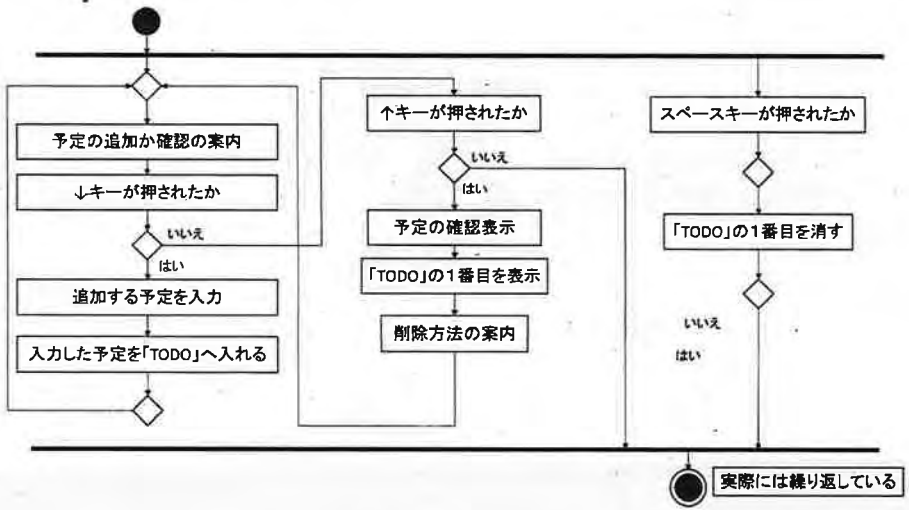 予定の追加か確認の案内
↓キーが押されたか
いいえ
はい
追加する予定を入力
入力した予定を「TODO」へ入れる
↑キーが押されたか
いいえ
はい
予定の確認表示
「TODO」の1番目を表示
削除方法の案内
スペースキーが押されたか
「TODO」の1番目を消す
いいえ
はい
実際には繰り返している